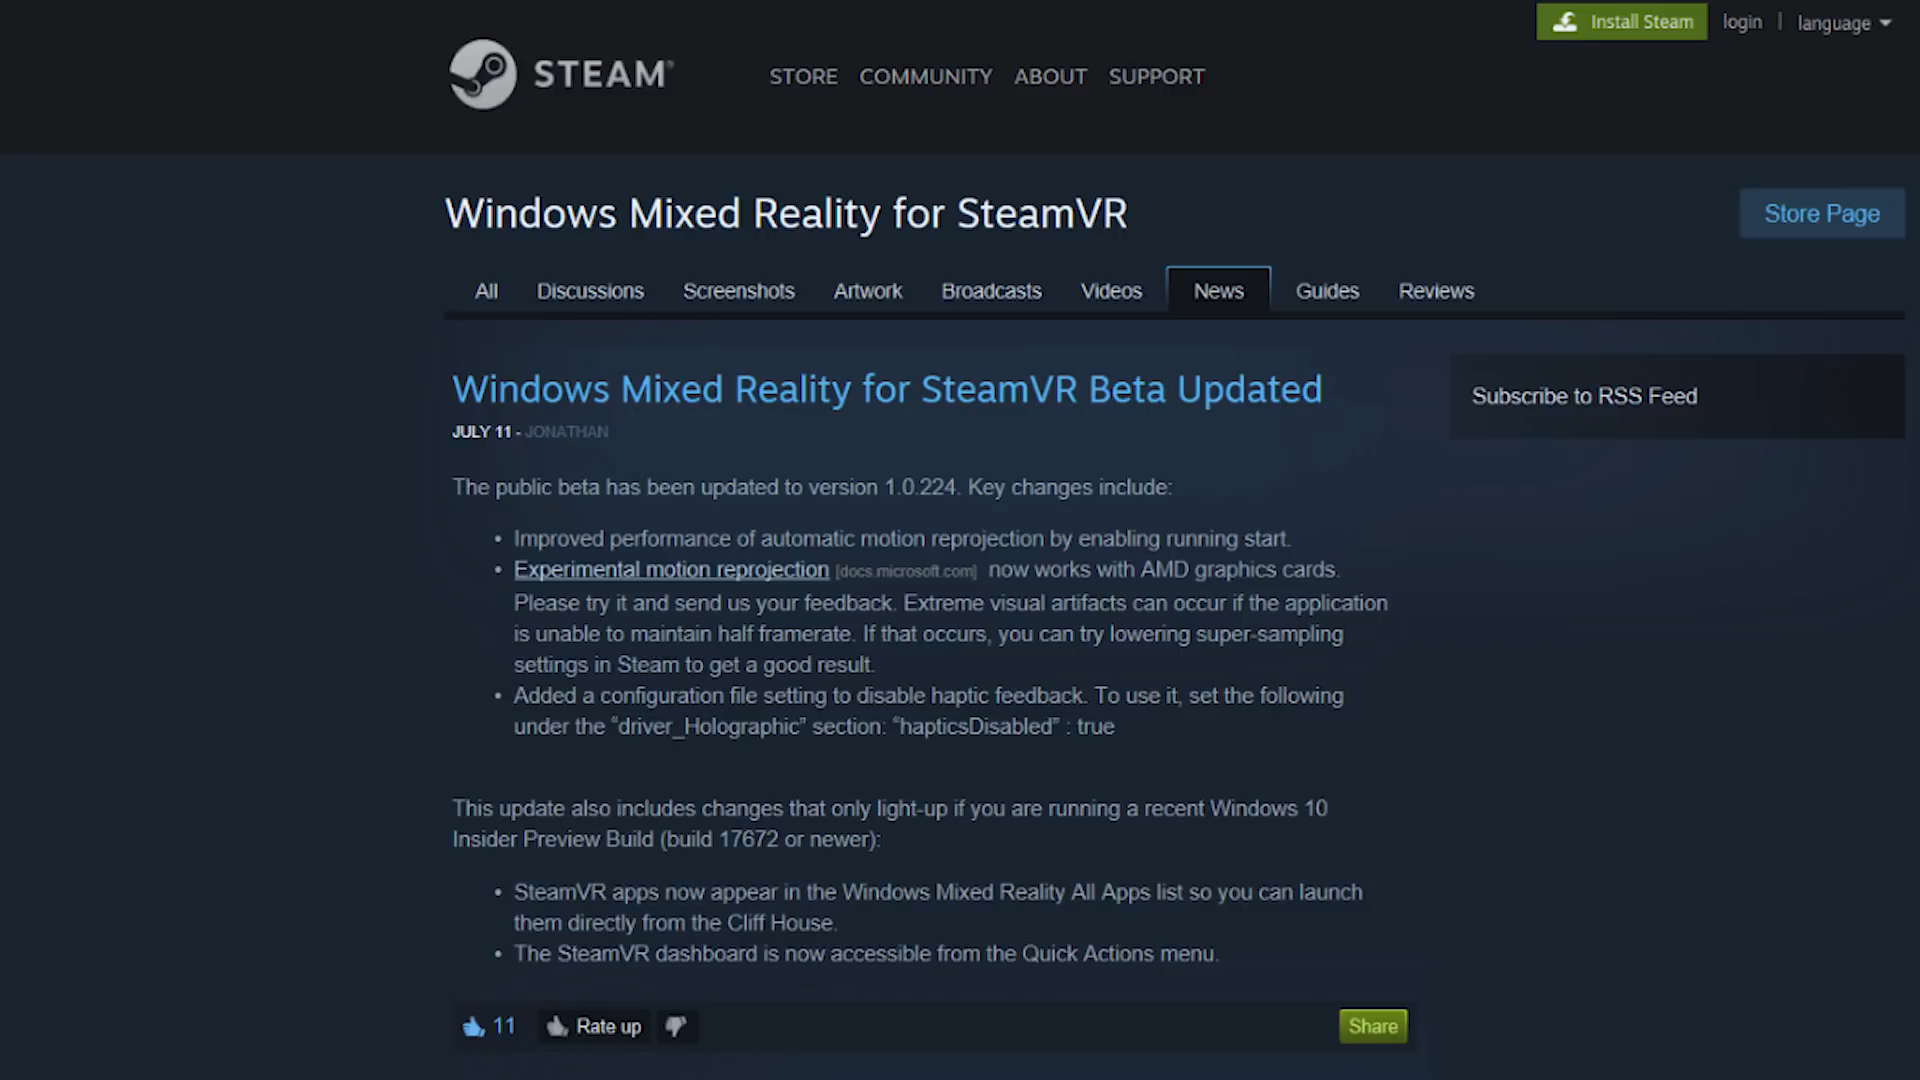 Install Steam login | language
STEAM® STORE COMMUNITY ABOUT SUPPORT
Windows Mixed Reality for SteamVR
Store Page
All Discussions Screenshots Artwork Broadcasts Videos News Guides Reviews
Windows Mixed Reality for SteamVR Beta Updated
JULY 11 - JONATHAN
Subscribe to RSS Feed
The public beta has been updated to version 1.0.224. Key changes include:
• Improved performance of automatic motion reprojection by enabling running start.
• Experimental motion reprojection [docs.microsoft.com] now works with AMD graphics cards.
Please try it and send us your feedback. Extreme visual artifacts can occur if the application
is unable to maintain half framerate. If that occurs, you can try lowering super-sampling
settings in Steam to get a good result.
• Added a configuration file setting to disable haptic feedback. To use it, set the following
under the “driver_Holographic” section: “hapticsDisabled” : true
This update also includes changes that only light-up if you are running a recent Windows 10
Insider Preview Build (build 17672 or newer):
• SteamVR apps now appear in the Windows Mixed Reality All Apps list so you can launch
them directly from the Cliff House.
• The SteamVR dashboard is now accessible from the Quick Actions menu.
11 Rate up Share